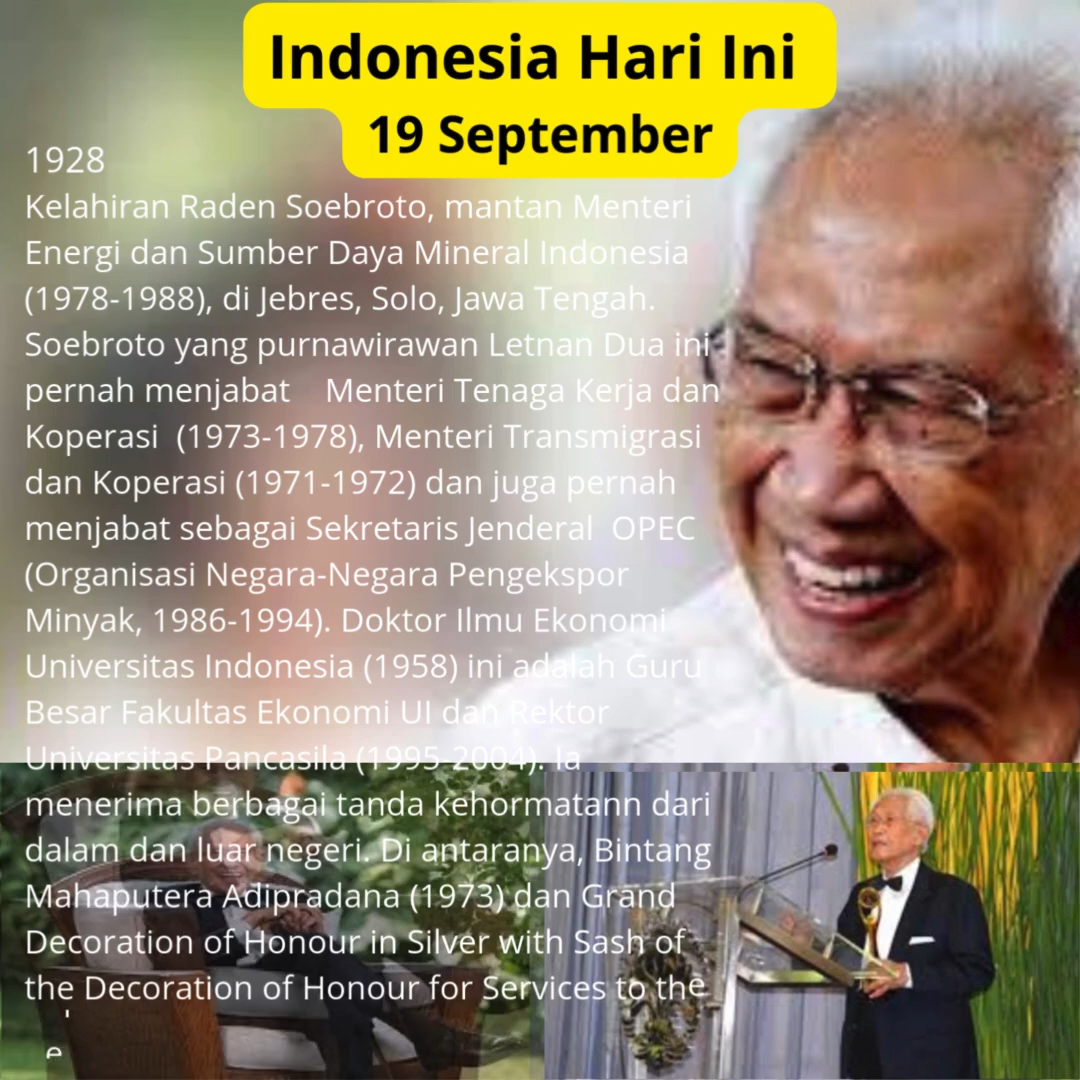 Indonesia Hari Ini
19 September
1928
Kelahiran Raden Soebroto, mantan Menteri
Energi dan Sumber Daya Mineral Indonesia
(1978-1988), di Jebres, Solo, Jawa Tengah.
Soebroto yang purnawirawan Letnan Dua ini
pernah menjabat Menteri Tenaga Kerja dan
Koperasi (1973-1978), Menteri Transmigrasi
dan Koperasi (1971-1972) dan juga pernah
menjabat sebagai Sekretaris Jenderal OPEC
(Organisasi Negara-Negara Pengekspor
Minyak, 1986-1994). Doktor Ilmu Ekonomi
Universitas Indonesia (1958) ini adalah Guru
Besar Fakultas Ekonomi UI dan Rektor
Universitas Pancasila (1995-2004). Ia
menerima berbagai tanda kehormatann dari
dalam dan luar negeri. Di antaranya, Bintang
Mahaputera Adipradana (1973) dan Grand
Decoration of Honour in Silver with Sash of
the Decoration of Honour for Services to the